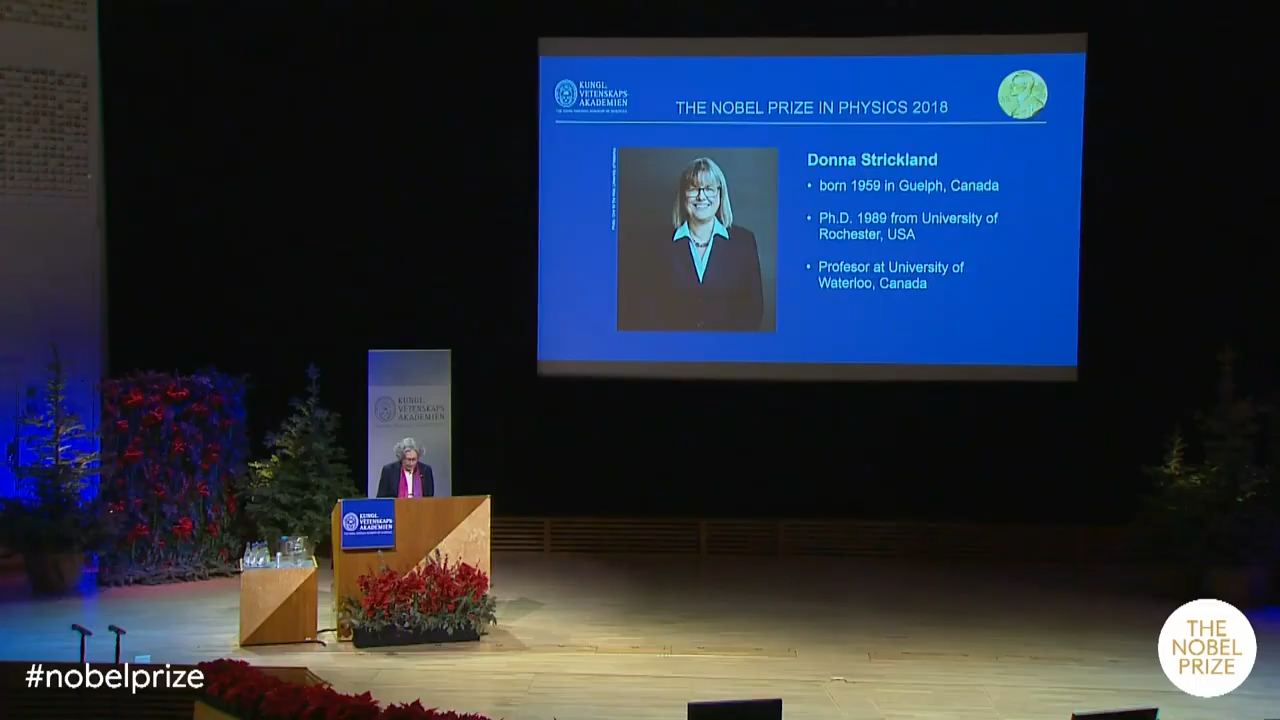 KUNGL.
VETENSKAPS-
AKADEMIEN
THE NOBEL PRIZE IN PHYSICS 2018
Donna Strickland
• born 1959 in Guelph, Canada
• Ph.D. 1989 from University of
Rochester, USA
• Profesor at University of
Waterloo, Canada
KUNGL.
VETENSKAPS
AKADEMIEN
KUNGL.
VETENSKAPS-
AKADEMIEN
#nobelprize
THE
NOBEL
PRIZE